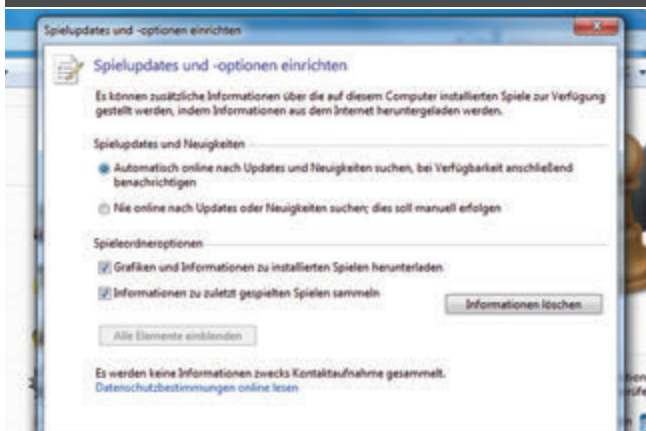 Spielupdates und -optionen einrichten
Spielupdates und -optionen einrichten
Es können zusätzliche Informationen über die auf diesem Computer installierten Spiele zur Verfügung
gestellt werden, indem Informationen aus dem Internet heruntergeladen werden.
Spielupdates und Neuigkeiten
Automatisch online nach Updates und Neuigkeiten suchen, bei Verfügbarkeit anschließend
benachrichtigen
Nie online nach Updates oder Neuigkeiten suchen; dies soll manuell erfolgen
Spieleordneroptionen
Grafiken und Informationen zu installierten Spielen herunterladen
Informationen zu zuletzt gespielten Spielen sammeln
Informationen löschen
Alle Elemente einblenden
Es werden keine Informationen zwecks Kontaktaufnahme gesammelt.
Datenschutzbestimmungen online lesen